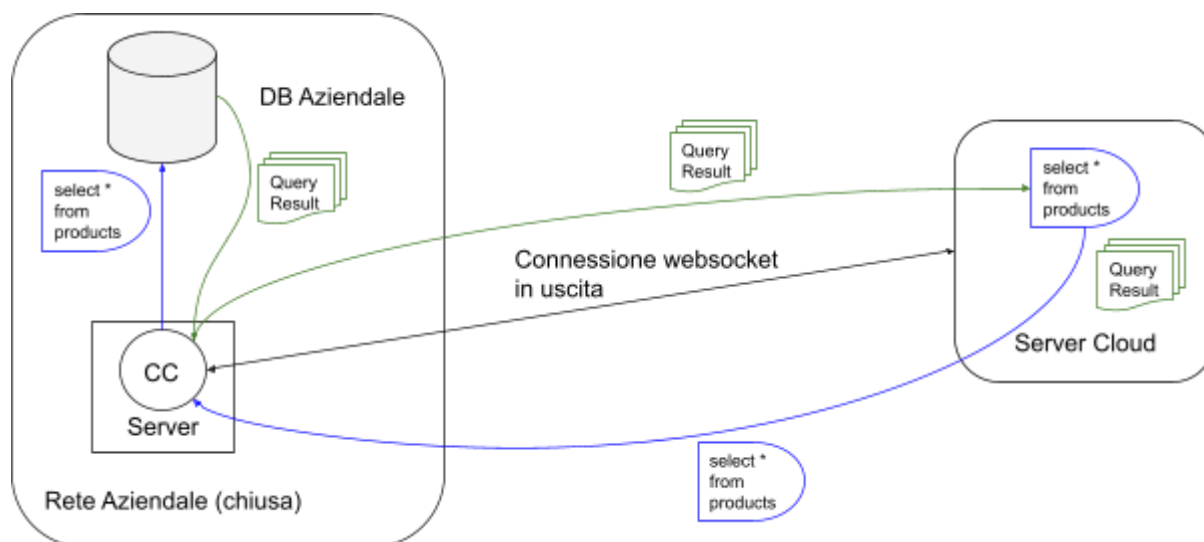 DB Aziendale
select *
from
products
Query
Result
CC
Server
Rete Aziendale (chiusa)
Query
Result
Connessione websocket
in uscita
select *
from
products
select *
from
products
Query
Result
Server Cloud